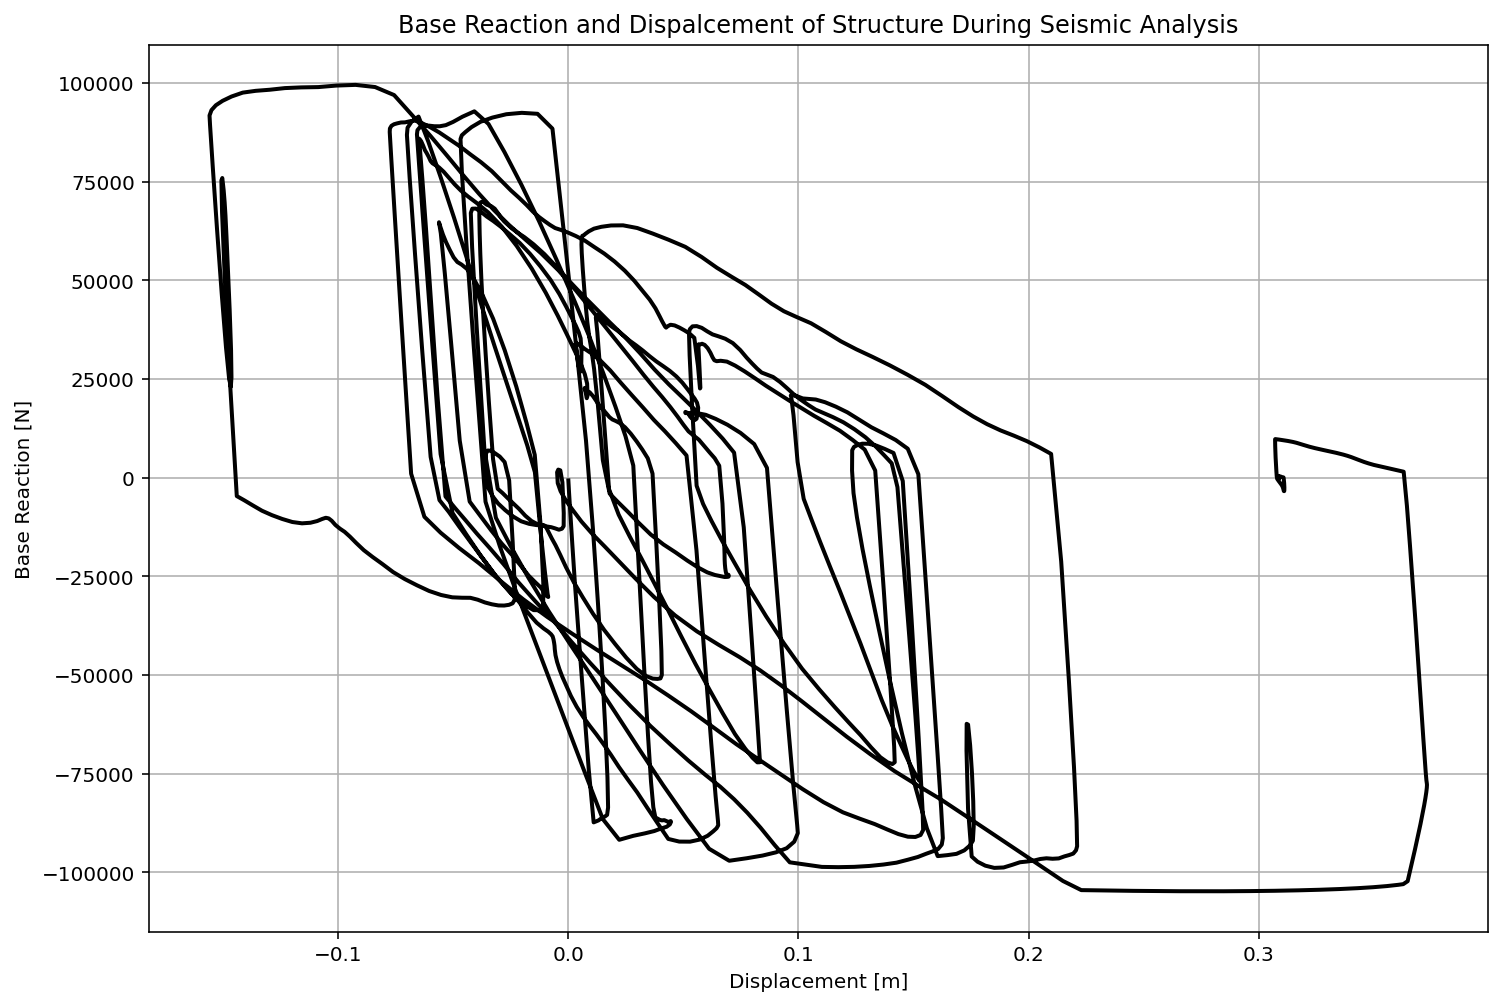 Base Reaction and Dispalcement of Structure During Seismic Analysis
Base Reaction [N]
100000
75000
50000
25000
0
−25000
−50000
−75000
−100000
−0.1 0.0 0.1 0.2 0.3
Displacement [m]